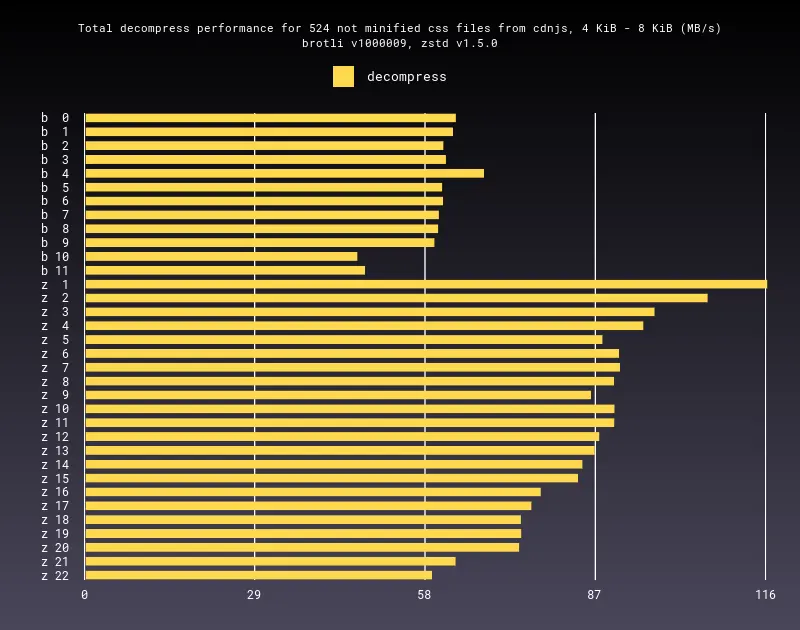 Total decompress performance for 524 not minified css files from cdnjs, 4 KiB - 8 KiB (MB/s)
brotli v1000009, zstd v1.5.0
decompress
b 0
b 1
b 2
b 3
b 4
b 5
b 6
b 7
b 8
b 9
b 10
b 11
z 1
z 2
z 3
z 4
z 5
z 6
z 7
z 8
z 9
z 10
z 11
z 12
z 13
z 14
z 15
z 16
z 17
z 18
z 19
z 20
z 21
z 22
0 29 58 87 116